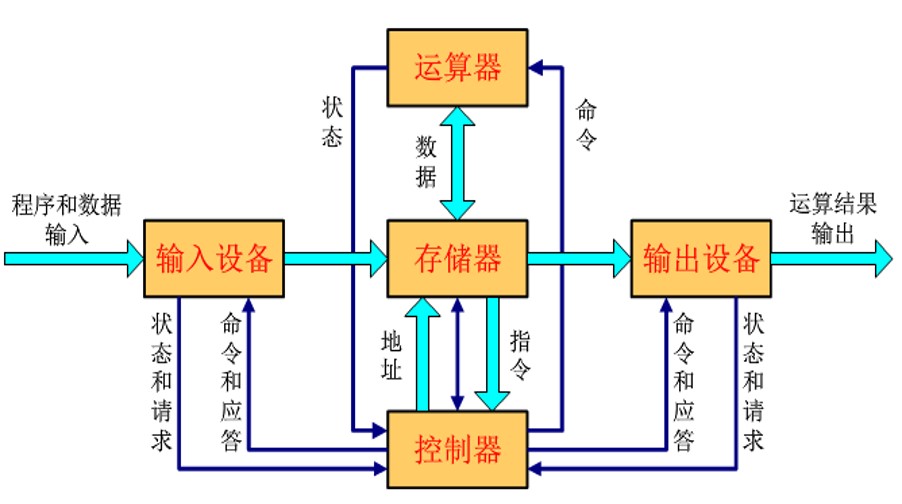 运算器
状态
命令
数据
程序和数据
输入
运算结果
输出
输入设备
存储器
输出设备
状态和请求
命令和应答
地址
指令
命令和应答
状态和请求
控制器